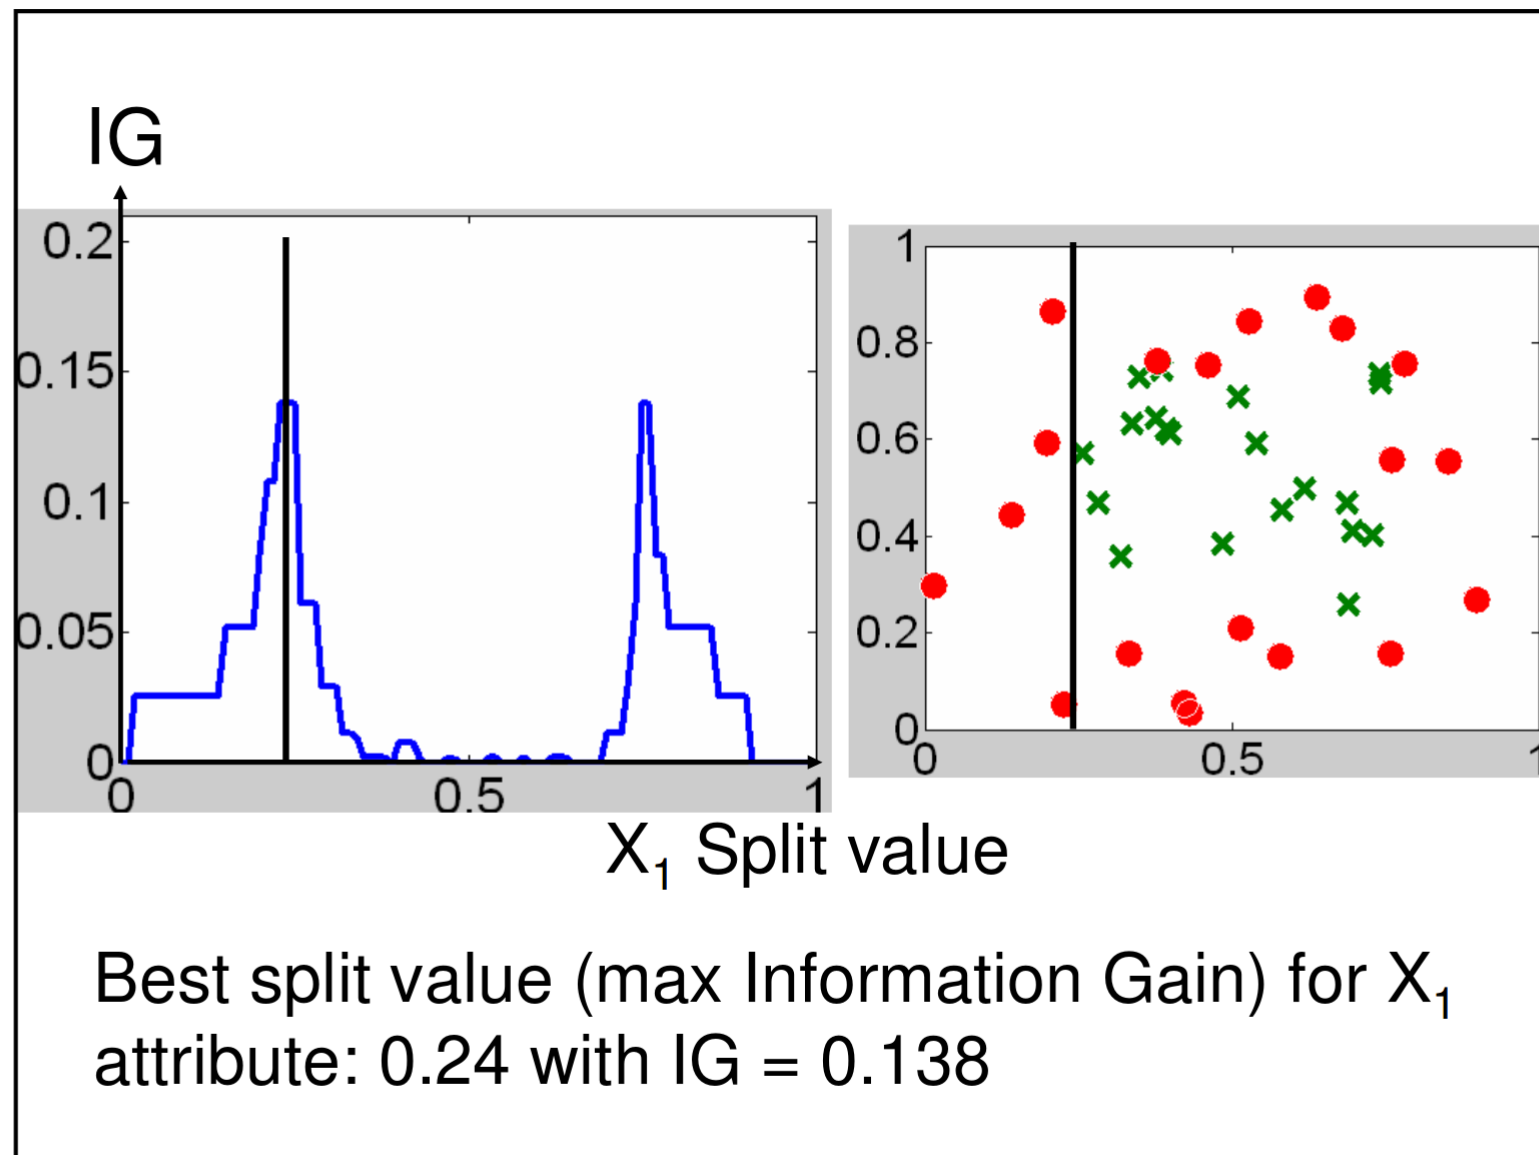 IG
0.2
0.15
0.1
0.05
0
0 0.5 1
1
0.8
0.6
0.4
0.2
0
0 0.5 1
X₁ Split value
Best split value (max Information Gain) for X₁
attribute: 0.24 with IG = 0.138